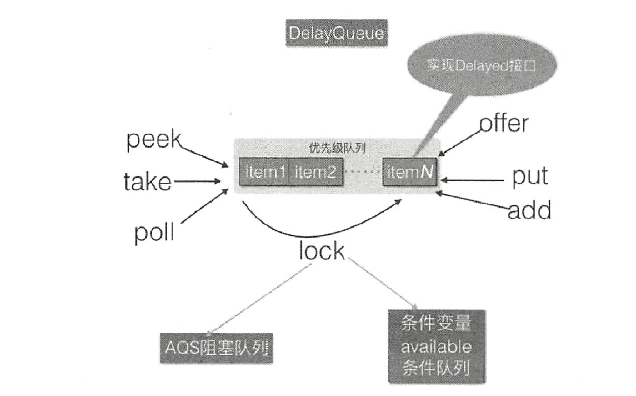 DelayQueue
实现Delayed接口
offer
peek
优先级队列
item1 item2 ...... itemN
take
put
add
poll
lock
AQS阻塞队列
条件变量
available
条件队列